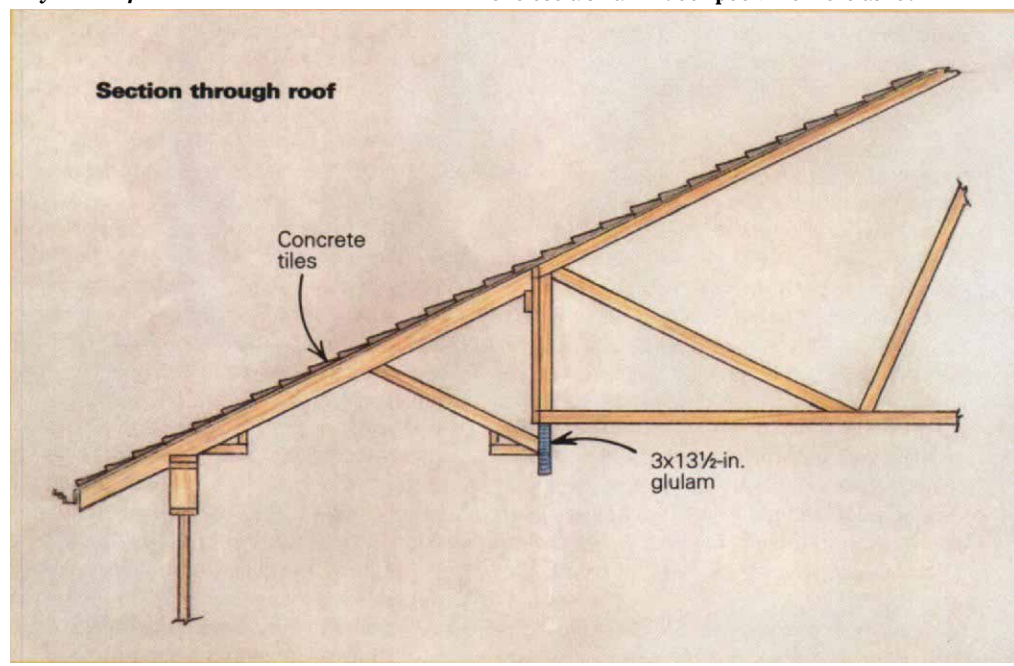 Section through roof
Concrete
tiles
3x13½-in.
glulam